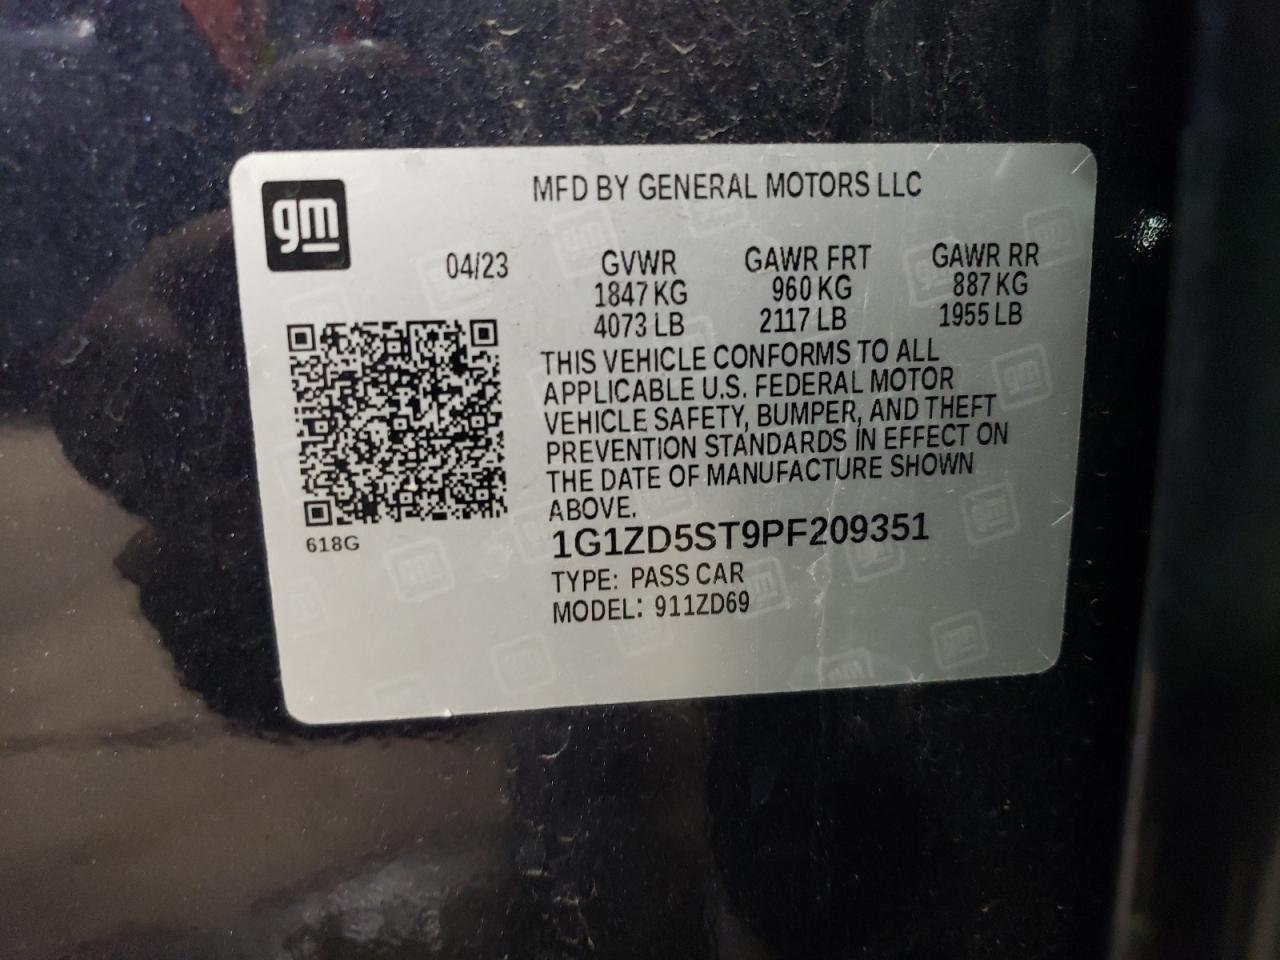 gm
MFD BY GENERAL MOTORS LLC
04/23 GVWR GAWR FRT GAWR RR
1847 KG 960 KG 887 KG
4073 LB 2117 LB 1955 LB
THIS VEHICLE CONFORMS TO ALL
APPLICABLE U.S. FEDERAL MOTOR
VEHICLE SAFETY, BUMPER, AND THEFT
PREVENTION STANDARDS IN EFFECT ON
THE DATE OF MANUFACTURE SHOWN
ABOVE.
618G
1G1ZD5ST9PF209351
TYPE: PASS CAR
MODEL: 911ZD69